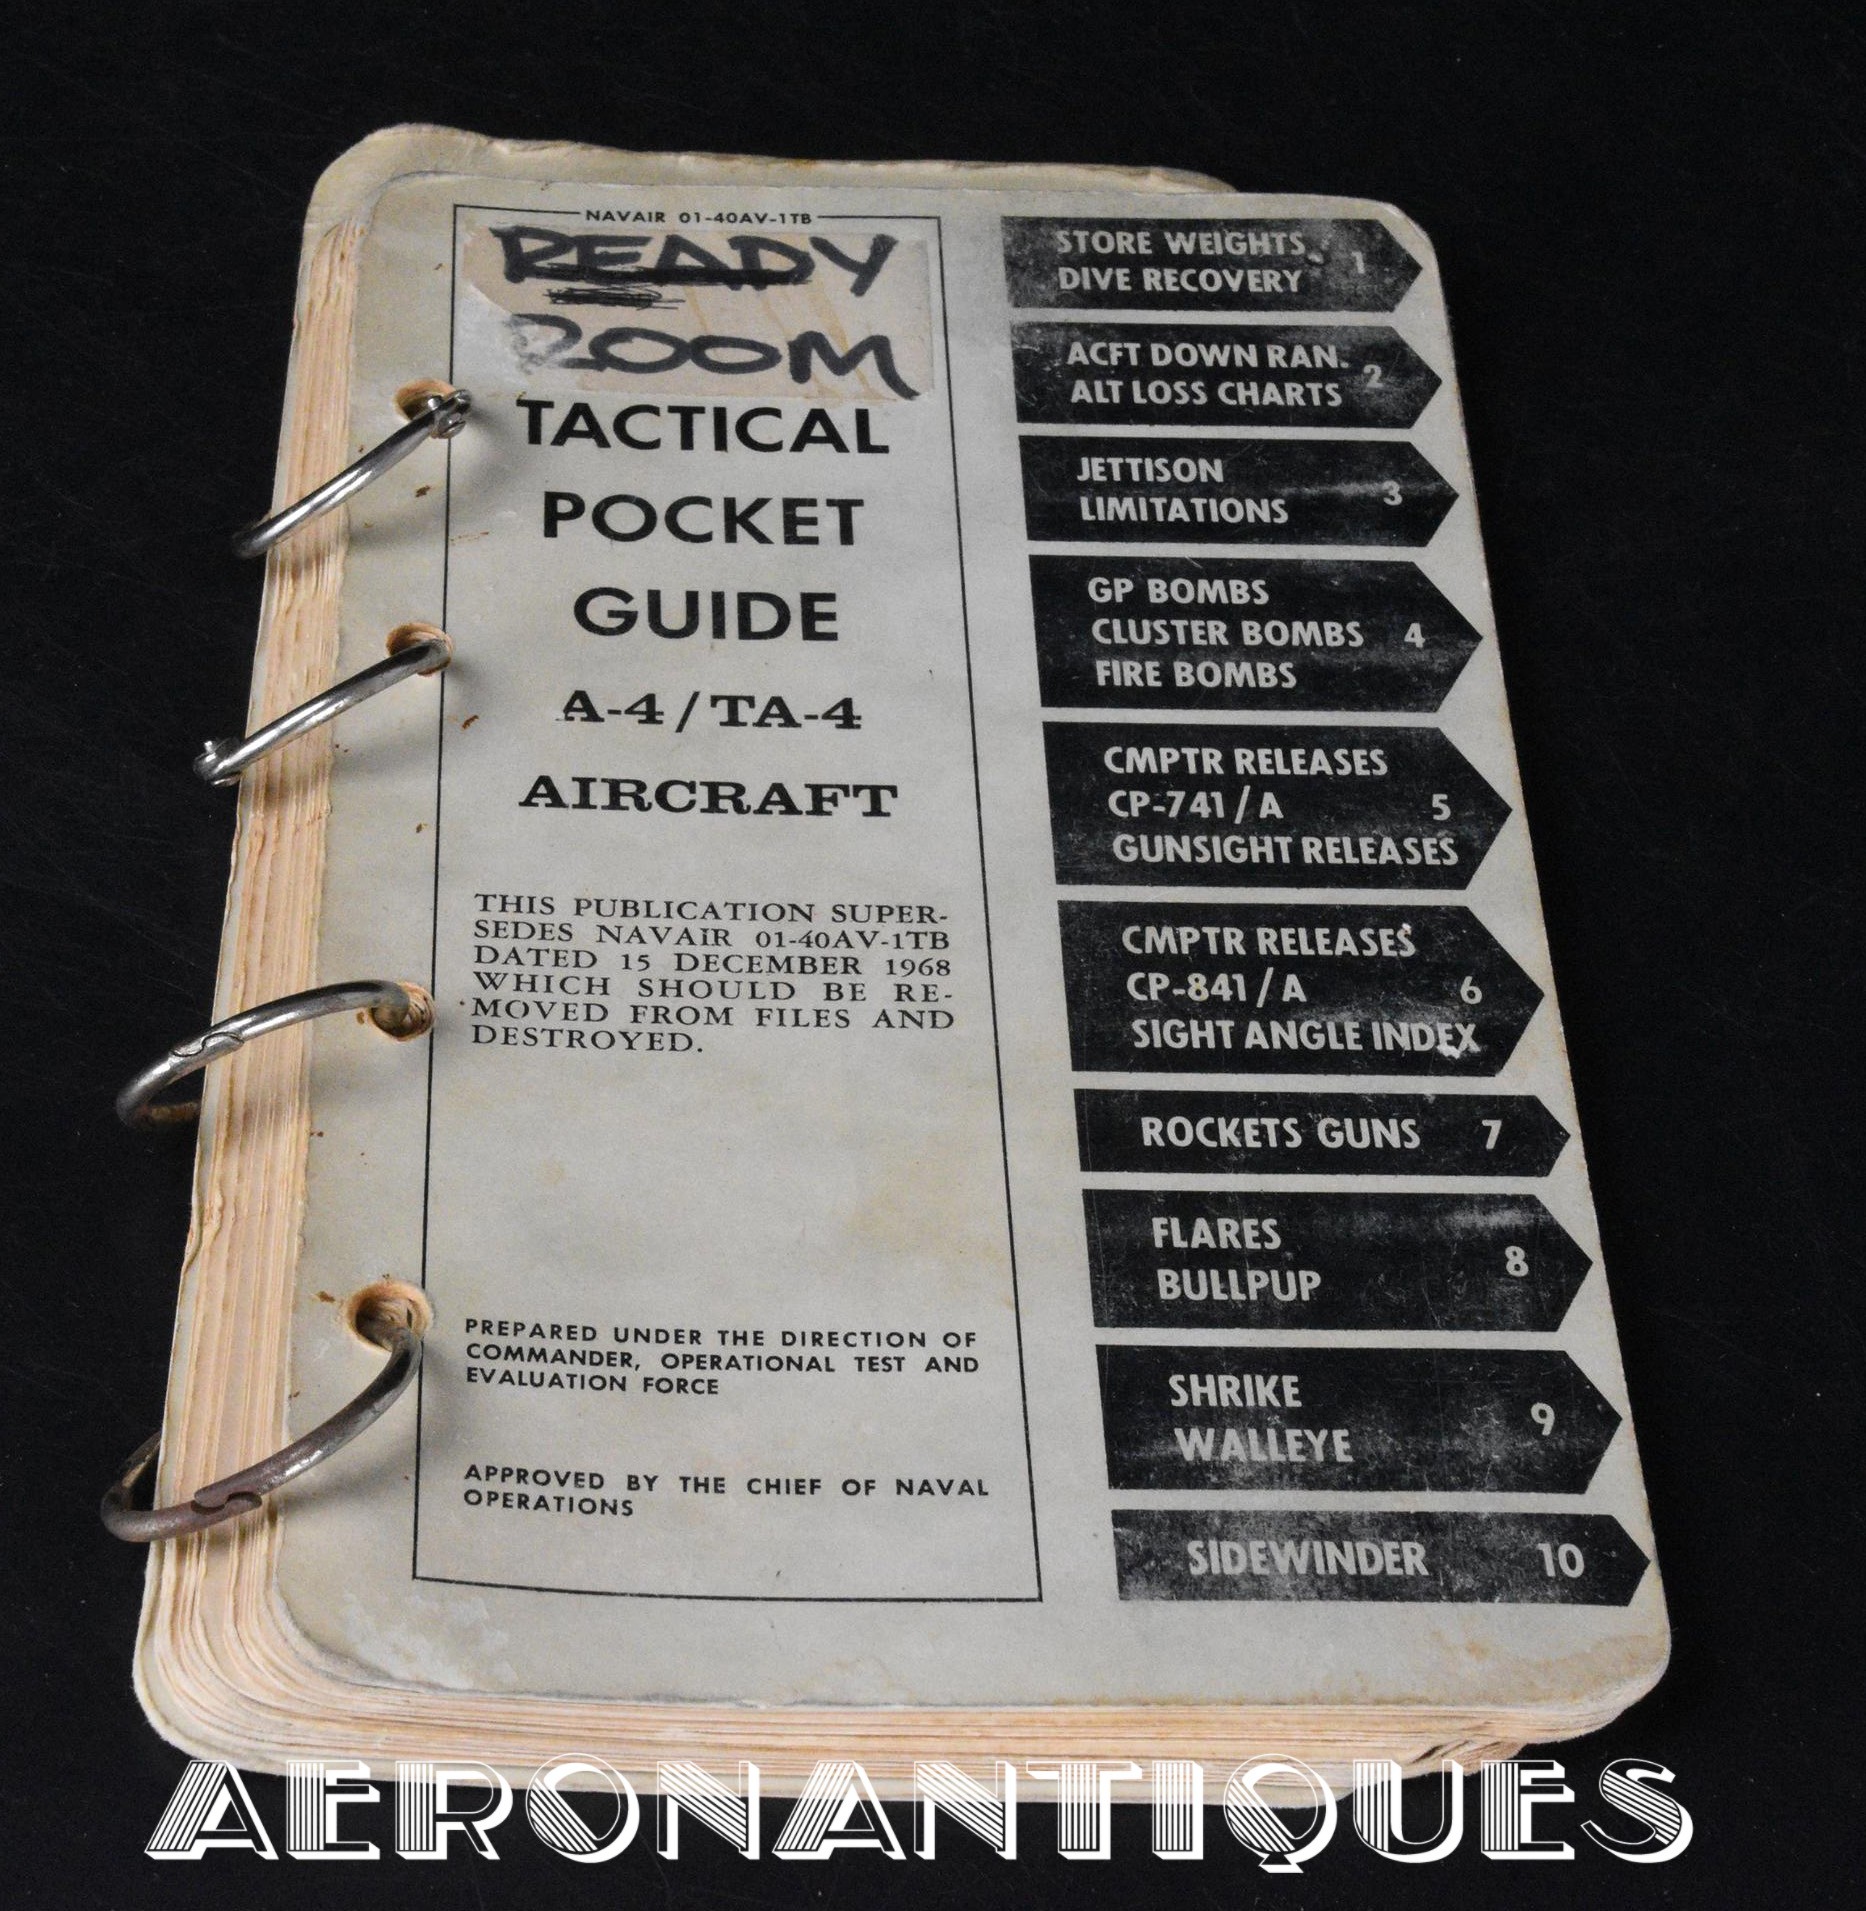 NAVAIR 01-40AV-1TB
READY
ROOM
TACTICAL
POCKET
GUIDE
A-4 / TA-4
AIRCRAFT
THIS PUBLICATION SUPER-
SEDES NAVAIR 01-40AV-1TB
DATED 15 DECEMBER 1968
WHICH SHOULD BE RE-
MOVED FROM FILES AND
DESTROYED.
PREPARED UNDER THE DIRECTION OF
COMMANDER, OPERATIONAL TEST AND
EVALUATION FORCE
APPROVED BY THE CHIEF OF NAVAL
OPERATIONS
STORE WEIGHTS
DIVE RECOVERY 1
ACFT DOWN RAN.
ALT LOSS CHARTS 2
JETTISON
LIMITATIONS 3
GP BOMBS
CLUSTER BOMBS 4
FIRE BOMBS
CMPTR RELEASES
CP-741 / A 5
GUNSIGHT RELEASES
CMPTR RELEASES
CP-841 / A 6
SIGHT ANGLE INDEX
ROCKETS GUNS 7
FLARES
BULLPUP 8
SHRIKE
WALLEYE 9
SIDEWINDER 10
AERONANTIQUES